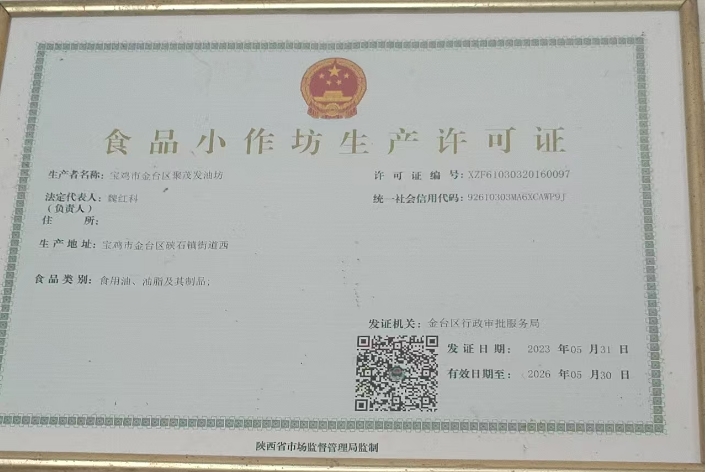 食品小作坊生产许可证
生产者名称：宝鸡市金台区聚茂发油坊
许可证编号：XZF61030320160097
法定代表人：魏红科
（负责人）
统一社会信用代码：92610303MA6XCAWP9J
住所：
生产地址：宝鸡市金台区硖石镇街道西
食品类别：食用油、油脂及其制品；
发证机关：金台区行政审批服务局
发证日期：2023年05月31日
有效日期至：2026年05月30日
陕西省市场监督管理局监制